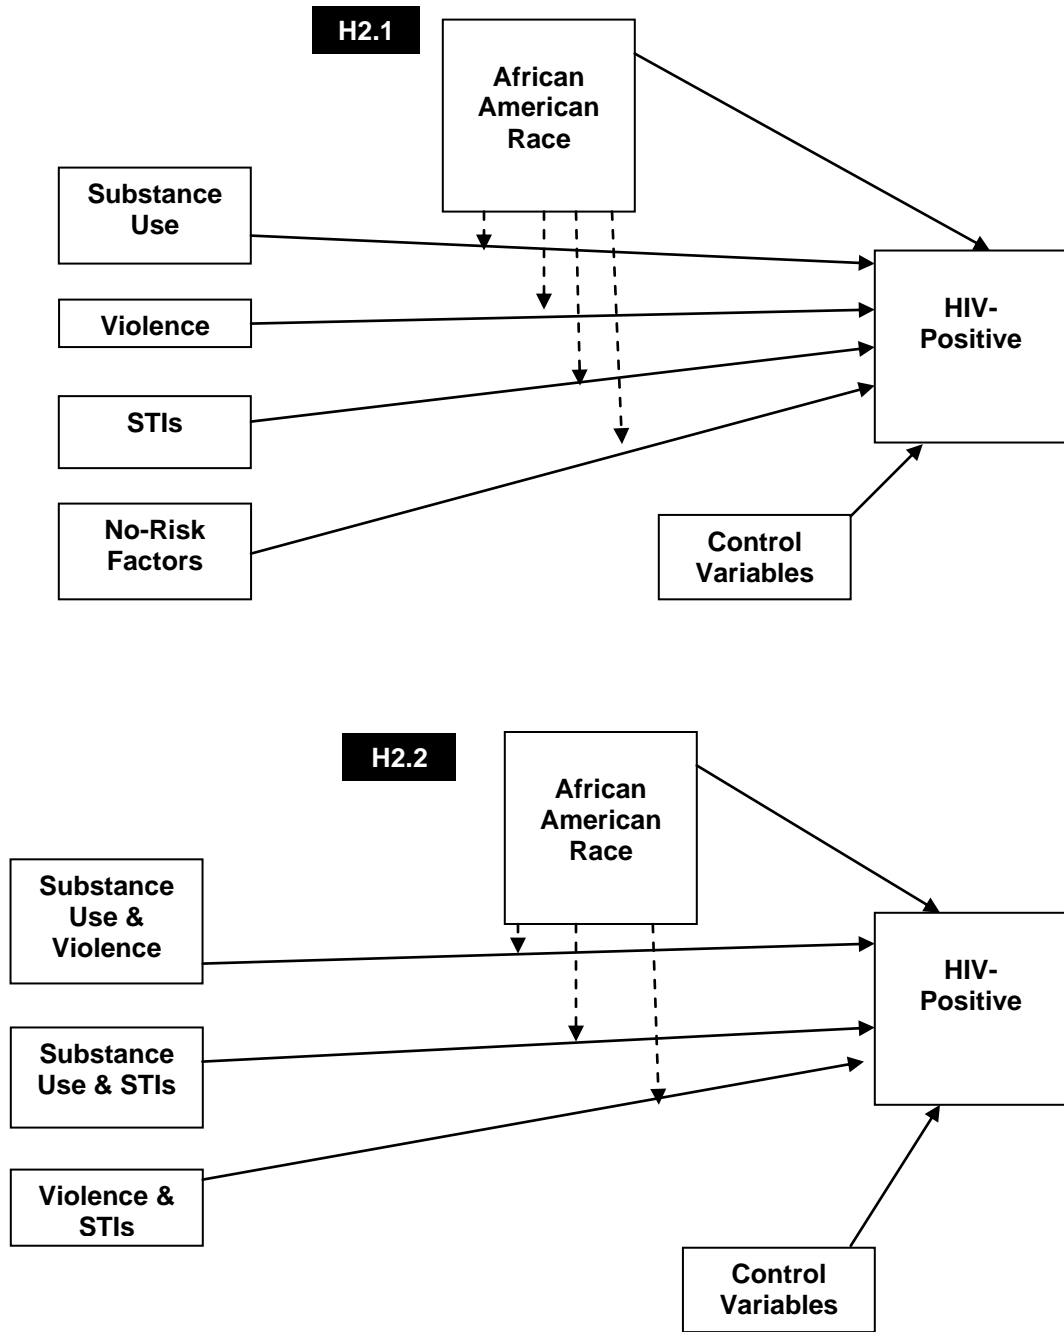 H2.1
African
American
Race
Substance
Use
Violence
HIV-
Positive
STIs
No-Risk
Factors
Control
Variables
H2.2
African
American
Race
Substance
Use &
Violence
HIV-
Positive
Substance
Use & STIs
Violence &
STIs
Control
Variables